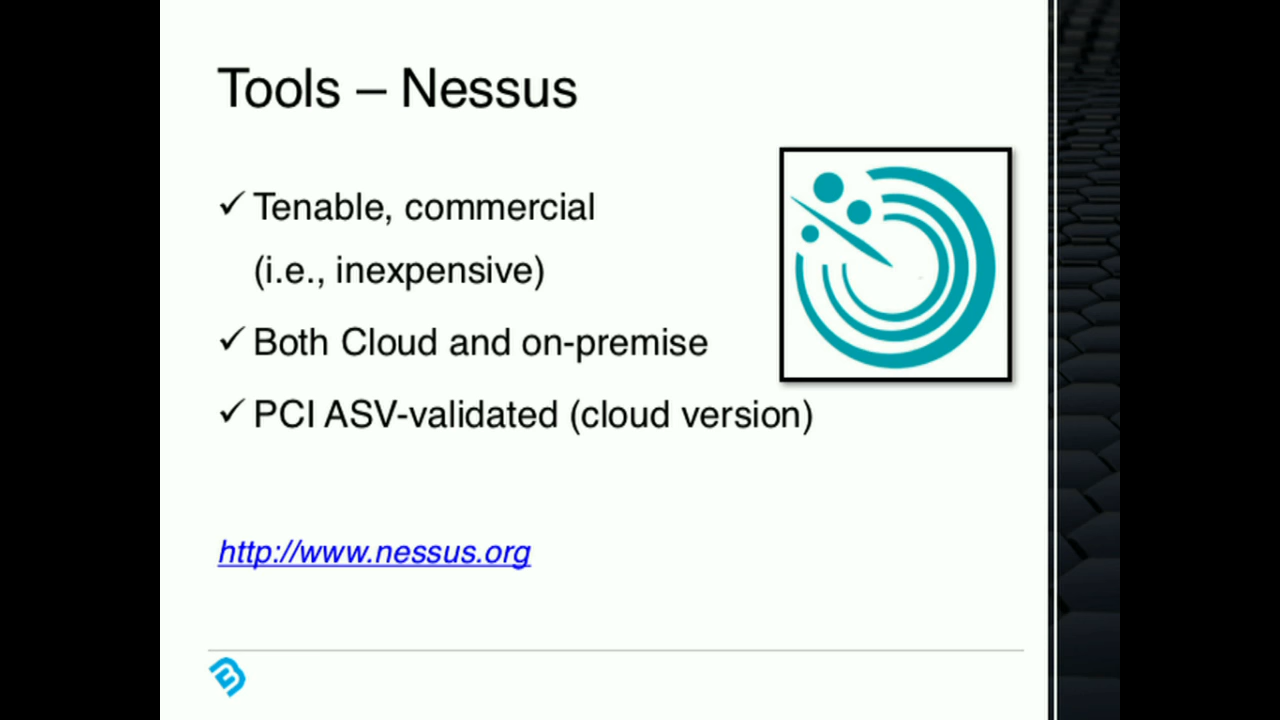 Tools – Nessus
✓ Tenable, commercial
(i.e., inexpensive)
✓ Both Cloud and on-premise
✓ PCI ASV-validated (cloud version)
http://www.nessus.org